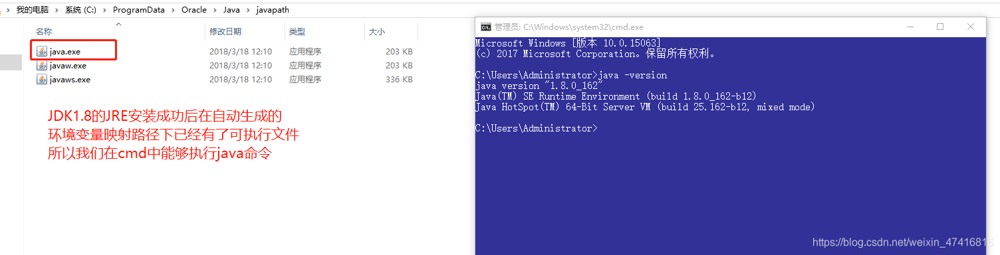 我的电脑 > 系统 (C:) > ProgramData > Oracle > Java > javapath
名称 修改日期 类型 大小
java.exe 2018/3/18 12:10 应用程序 203 KB
javaw.exe 2018/3/18 12:10 应用程序 203 KB
javaws.exe 2018/3/18 12:10 应用程序 336 KB
JDK1.8的JRE安装成功后在自动生成的
环境变量映射路径下已经有了可执行文件
所以我们在cmd中能够执行java命令
管理员: C:\Windows\system32\cmd.exe
Microsoft Windows [版本 10.0.15063]
(c) 2017 Microsoft Corporation。保留所有权利。
C:\Users\Administrator>java -version
java version "1.8.0_162"
Java(TM) SE Runtime Environment (build 1.8.0_162-b12)
Java HotSpot(TM) 64-Bit Server VM (build 25.162-b12, mixed mode)
C:\Users\Administrator>
https://blog.csdn.net/weixin_47416815